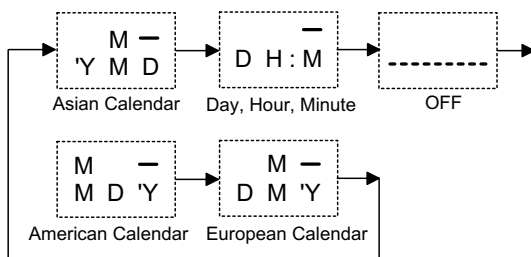 M —
'Y M D
Asian Calendar
—
D H : M
Day, Hour, Minute
---------
OFF
M —
M D 'Y
American Calendar
M —
D M 'Y
European Calendar